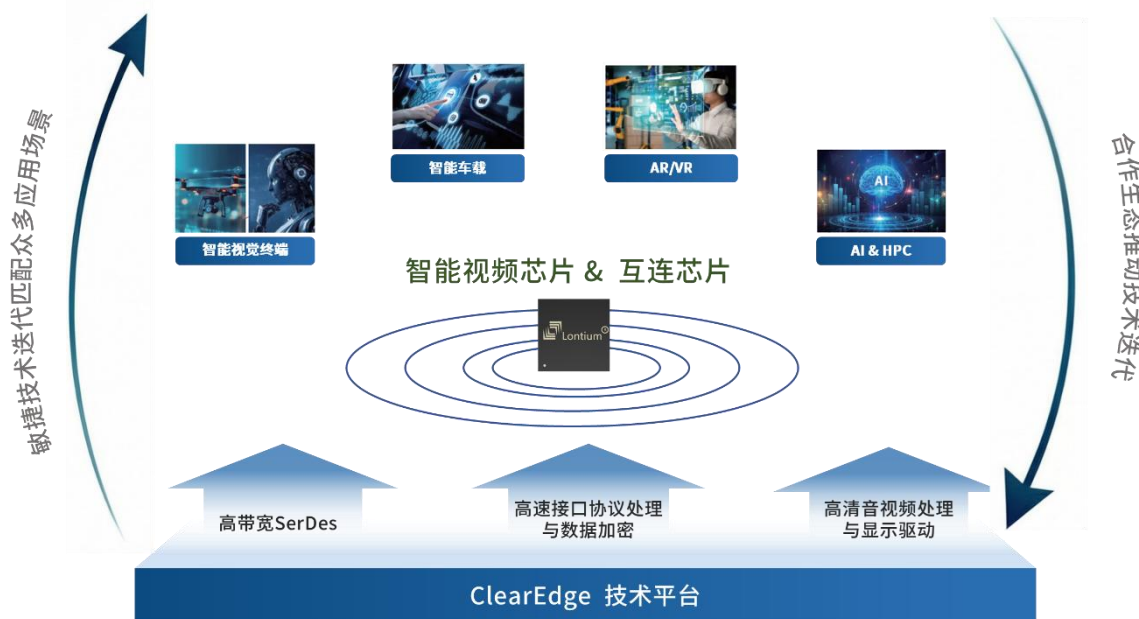 敏捷技术迭代匹配众多应用场景
智能车载
AR/VR
智能视觉终端
AI
AI & HPC
合作生态推动技术迭代
智能视频芯片 & 互连芯片
Lontium
高带宽SerDes
高速接口协议处理
与数据加密
高清音视频处理
与显示驱动
ClearEdge 技术平台